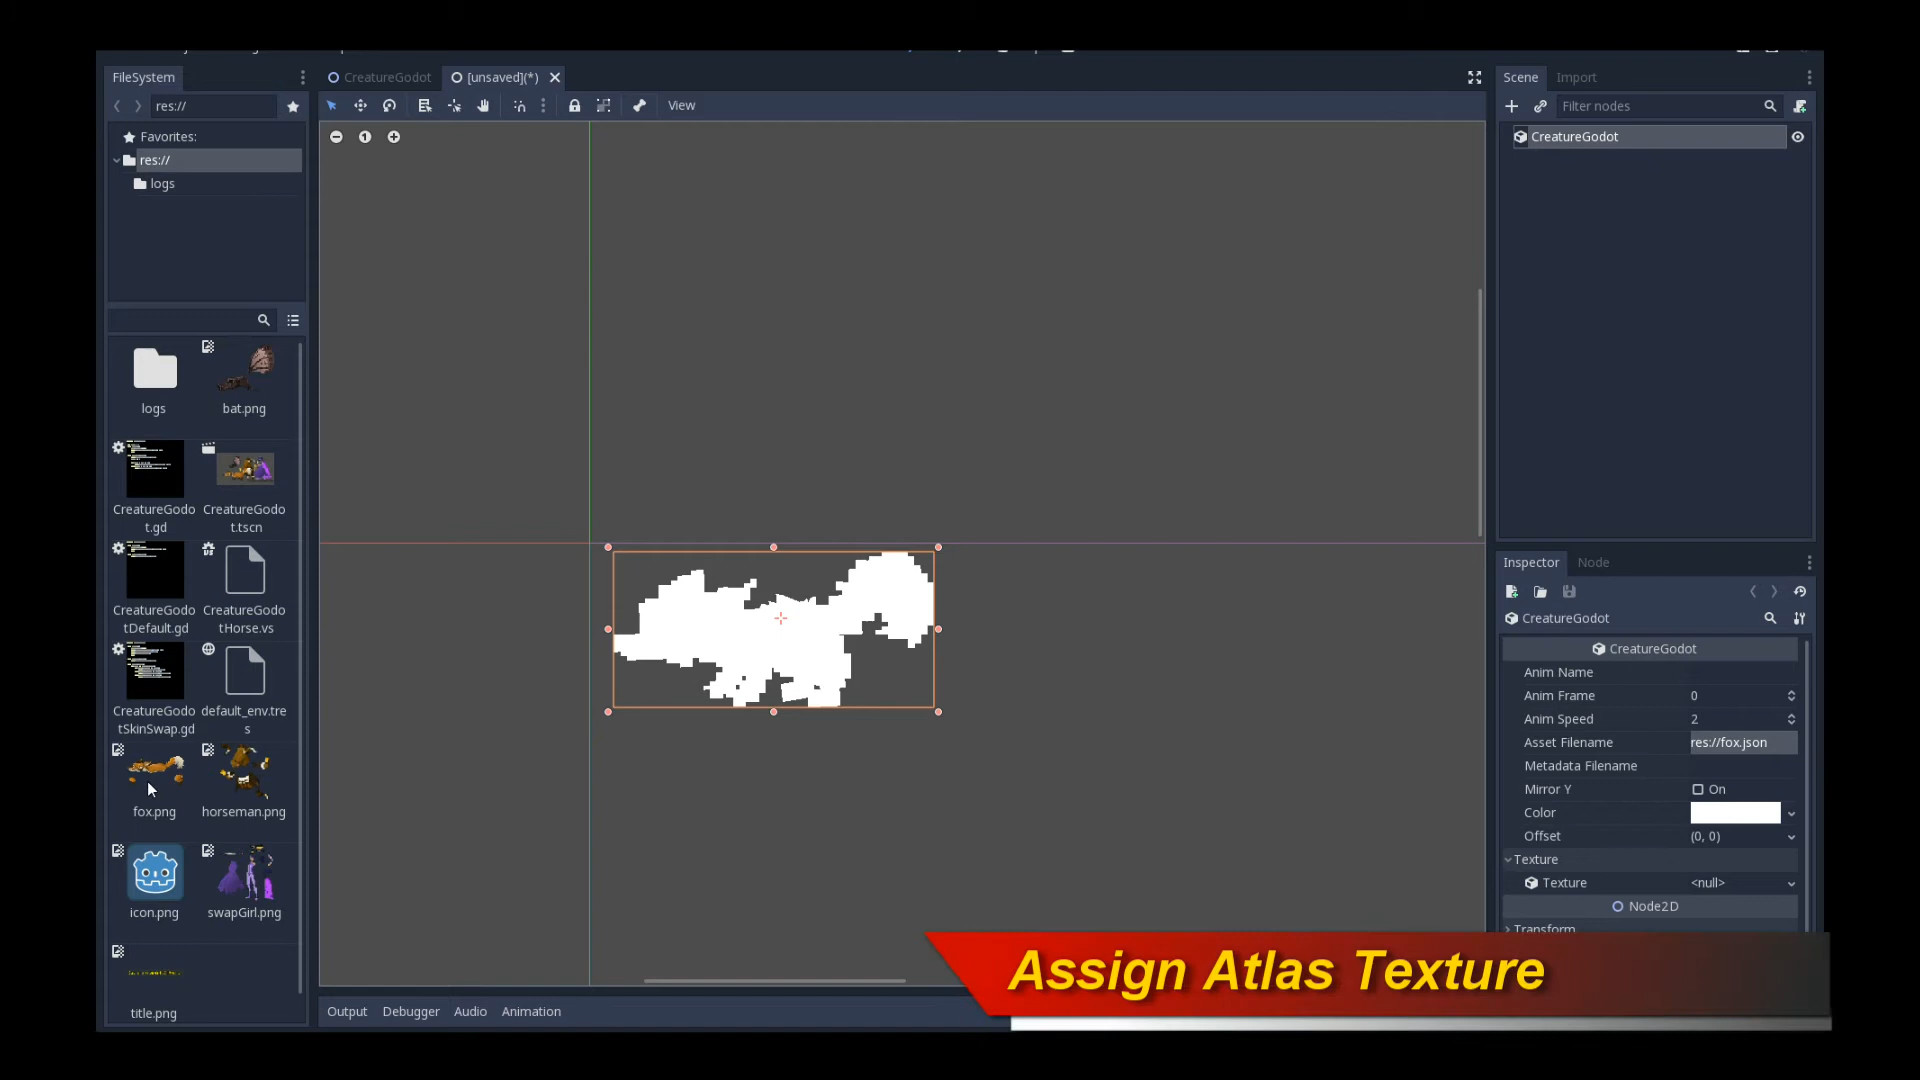 FileSystem
res://
Favorites:
res://
logs
logs
bat.png
CreatureGodo
t.gd
CreatureGodo
t.tscn
CreatureGodo
tDefault.gd
CreatureGodo
tHorse.vs
CreatureGodo
tSkinSwap.gd
default_env.tre
s
fox.png
horseman.png
icon.png
swapGirl.png
title.png
CreatureGodot
[unsaved](*)
View
1
Output
Debugger
Audio
Animation
Scene
Import
Filter nodes
CreatureGodot
Inspector
Node
CreatureGodot
CreatureGodot
Anim Name
Anim Frame 0
Anim Speed 2
Asset Filename res://fox.json
Metadata Filename
Mirror Y On
Color
Offset (0, 0)
Texture
Texture <null>
Node2D
Transform
Assign Atlas Texture